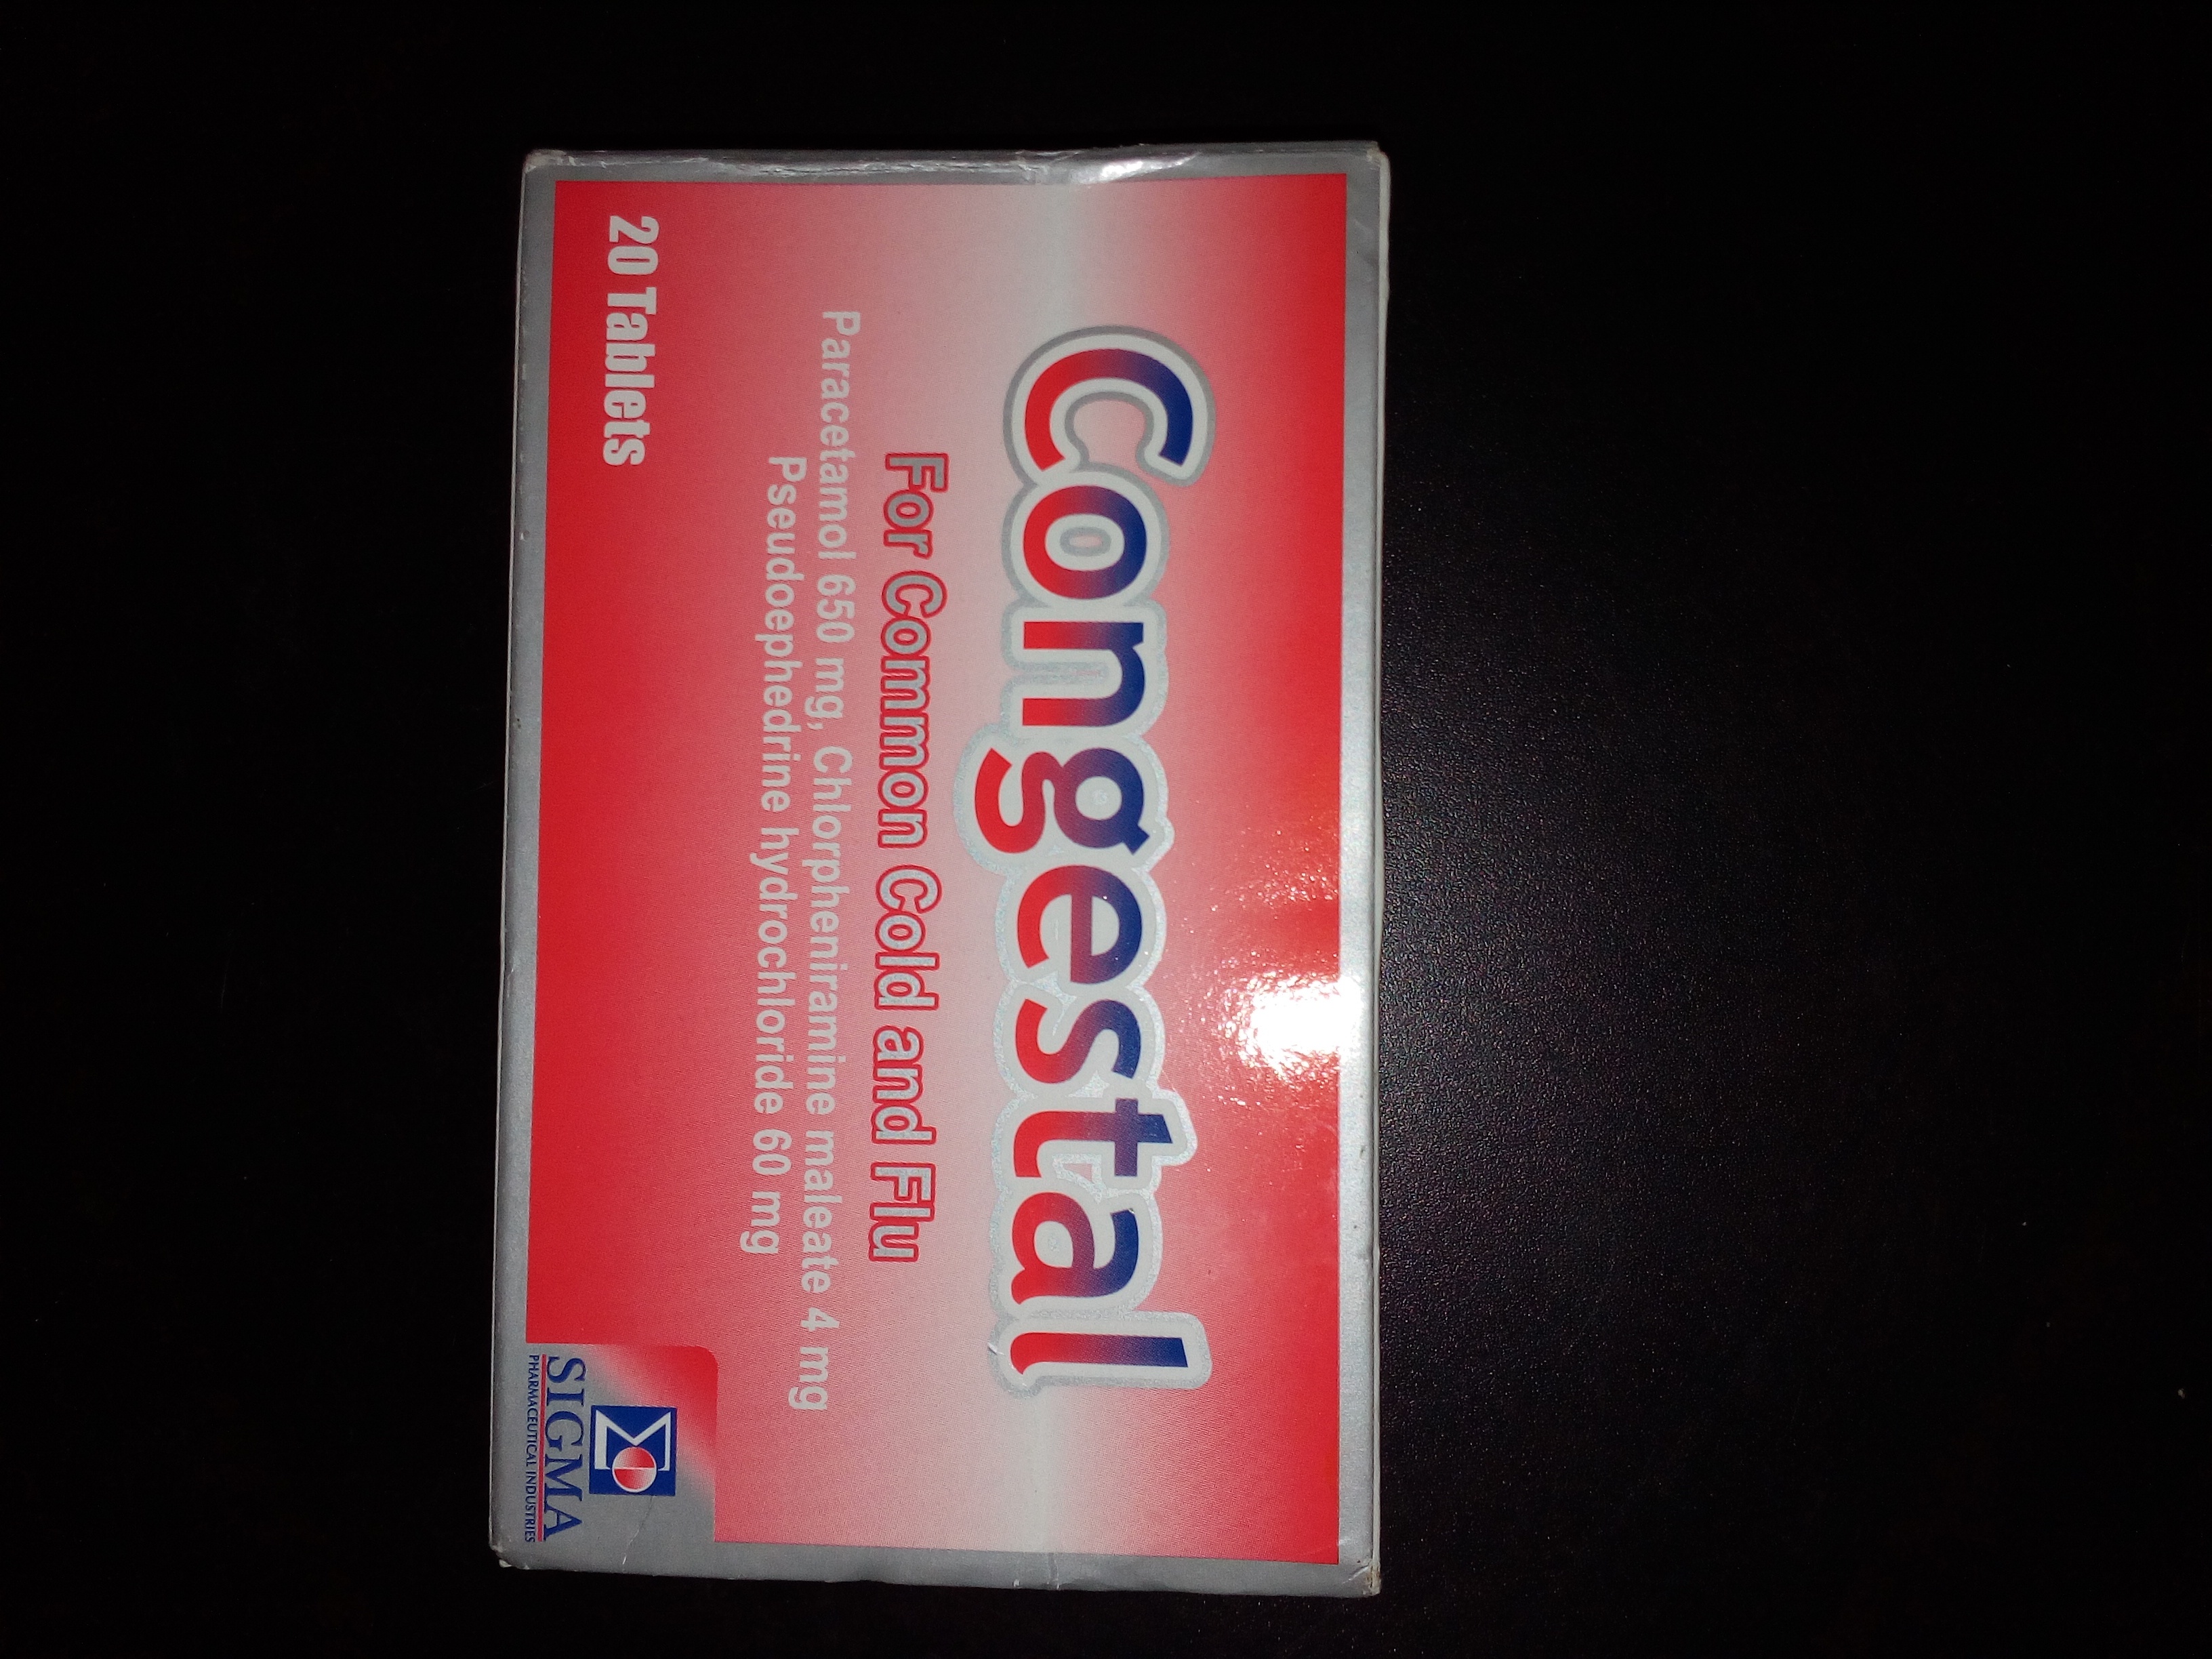 Congestal
For Common Cold and Flu
Paracetamol 650 mg, Chlorpheniramine maleate 4 mg
Pseudoephedrine hydrochloride 60 mg
20 Tablets
SIGMA
PHARMACEUTICAL INDUSTRIES